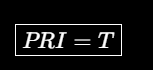 PRI = T